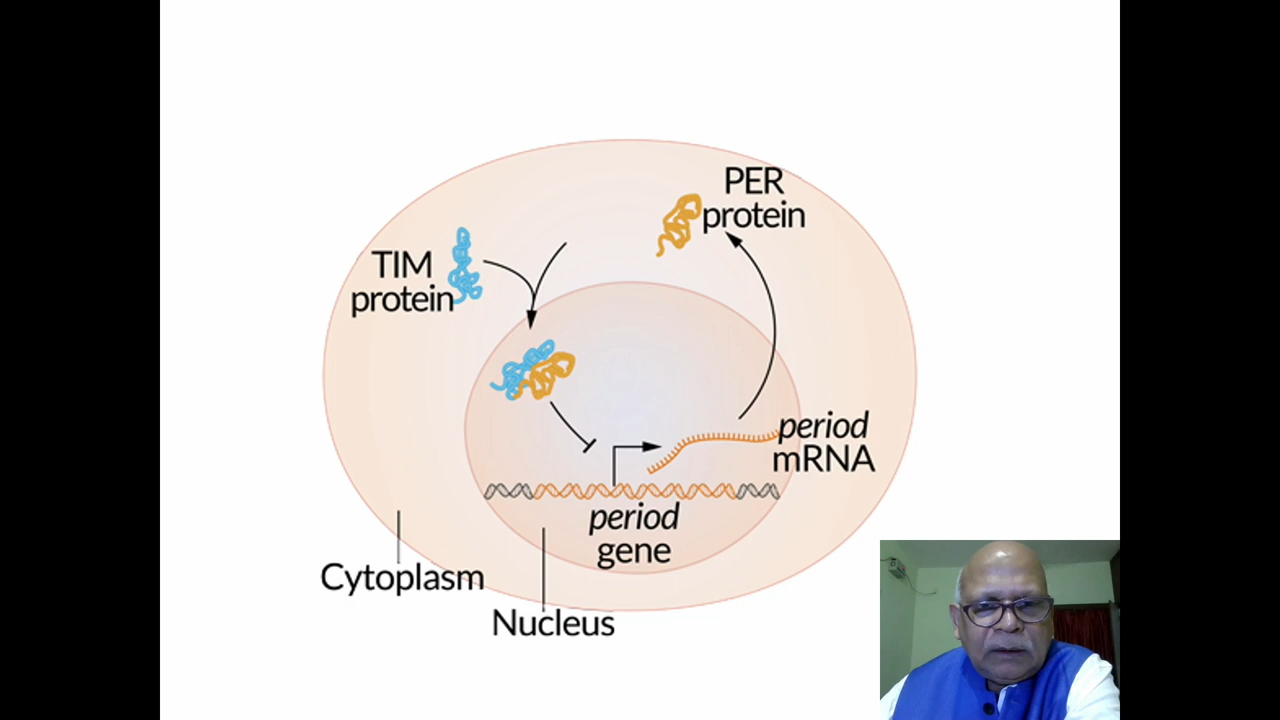 PER
protein
TIM
protein
period
mRNA
period
gene
Cytoplasm
Nucleus